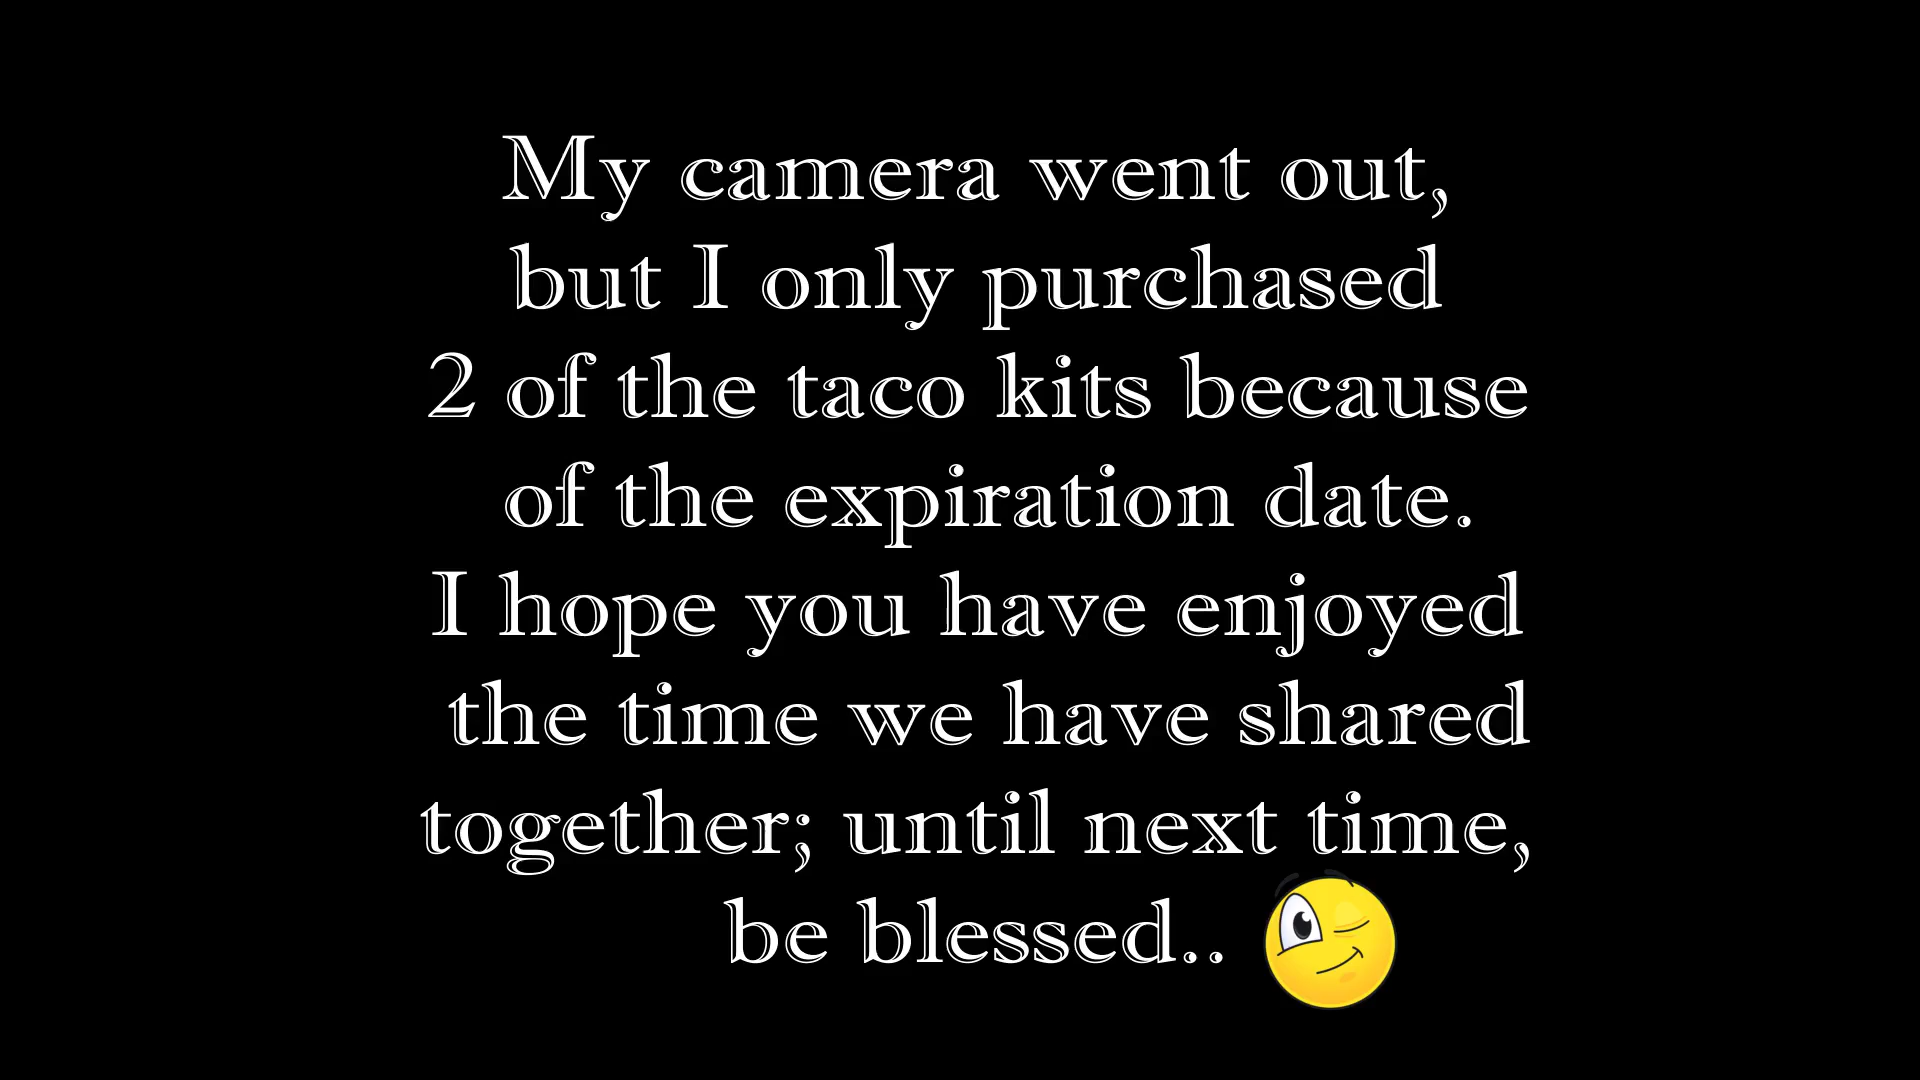 My camera went out,
but I only purchased
2 of the taco kits because
of the expiration date.
I hope you have enjoyed
the time we have shared
together; until next time,
be blessed..